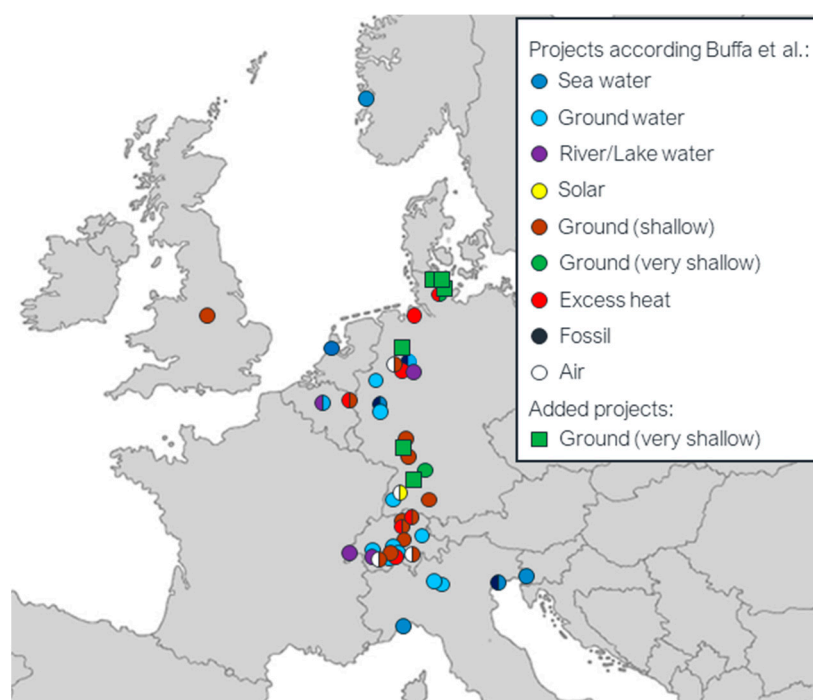 Projects according Buffa et al.:
Sea water
Ground water
River/Lake water
Solar
Ground (shallow)
Ground (very shallow)
Excess heat
Fossil
Air
Added projects:
Ground (very shallow)